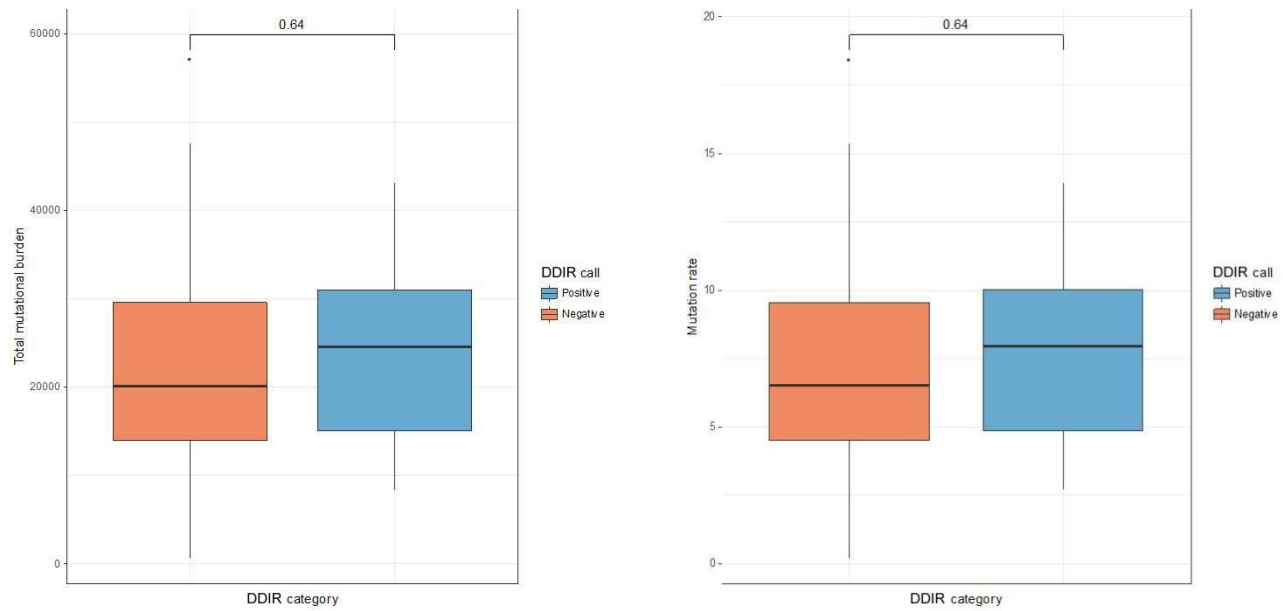 0.64
60000
40000
20000
0
Total mutational burden
DDIR category
DDIR call
Positive
Negative
0.64
20
15
10
5
0
Mutation rate
DDIR category
DDIR call
Positive
Negative